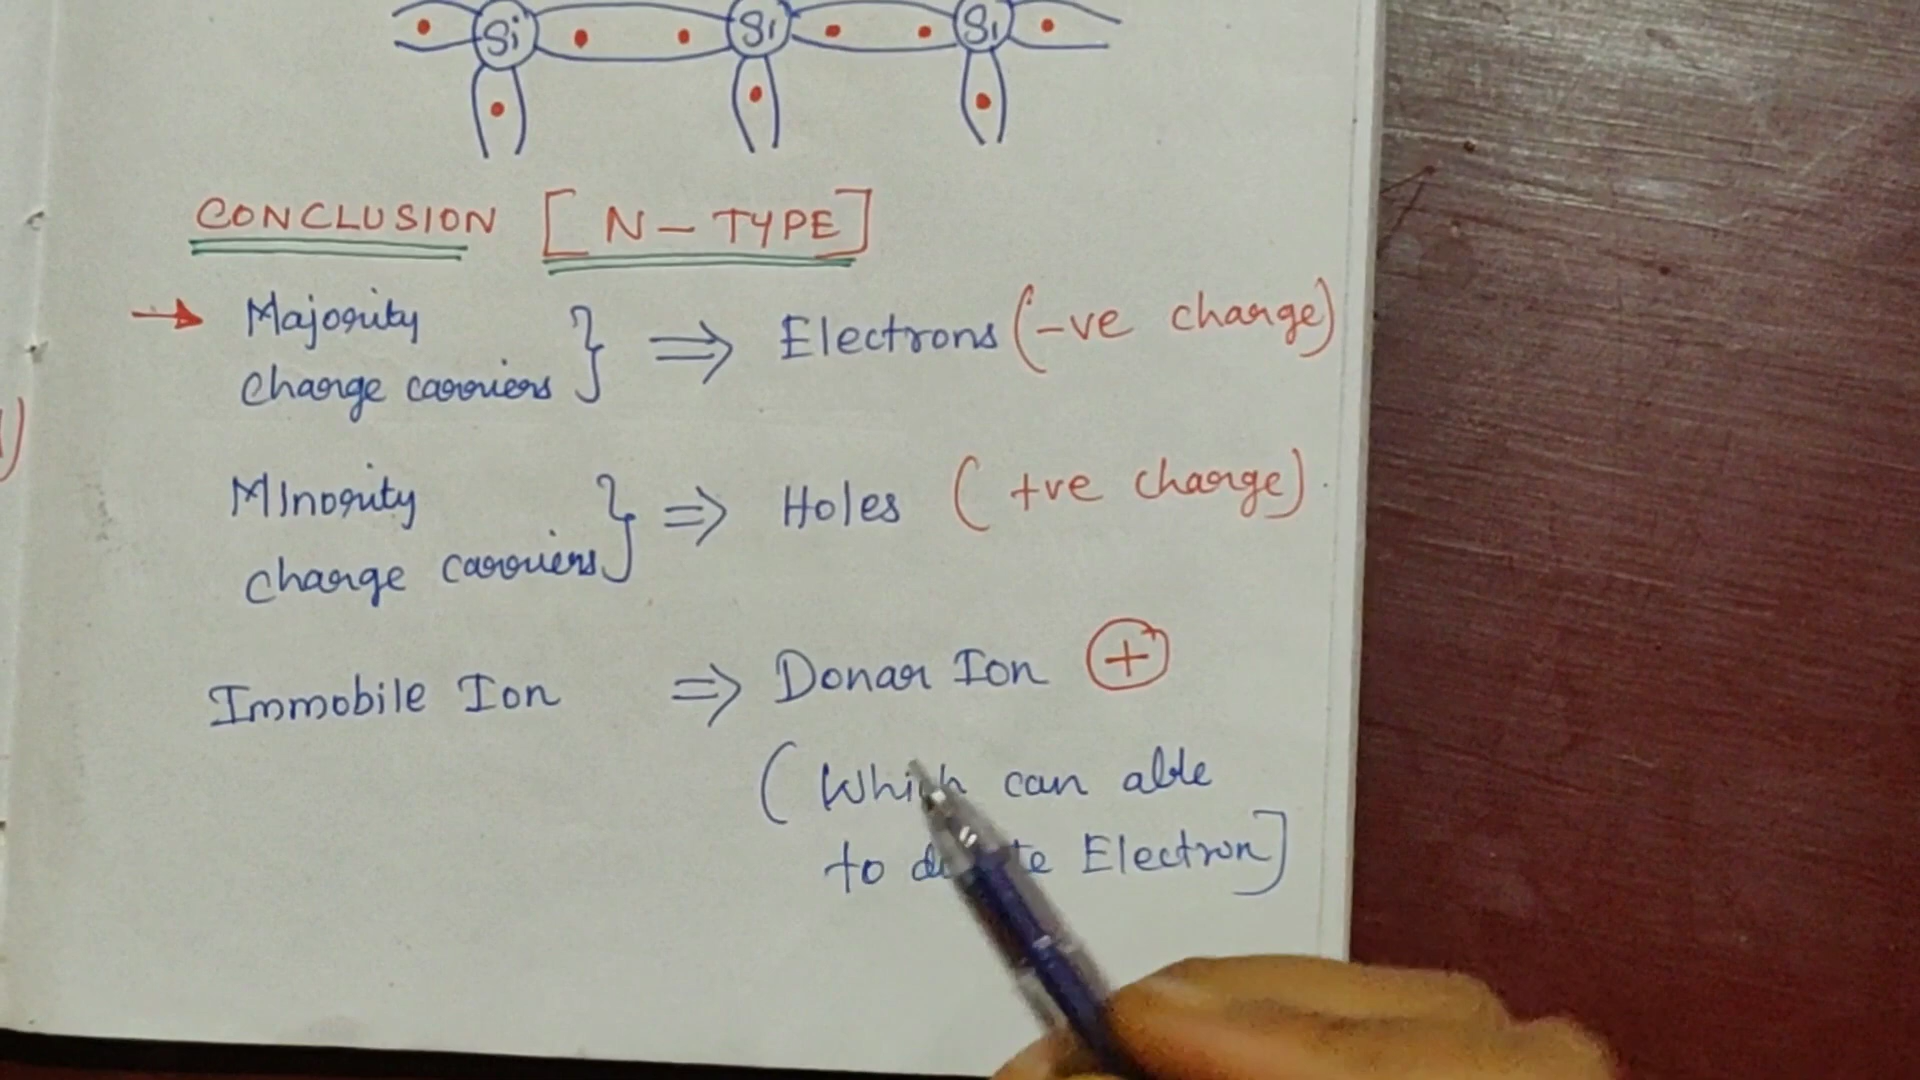 Si Si Si
CONCLUSION [ N - TYPE ]
Majority
charge carriers } ⇒ Electrons (-ve charge)
Minority
charge carriers } ⇒ Holes ( +ve charge)
Immobile Ion ⇒ Donar Ion +
( Which can able
to Electron ]